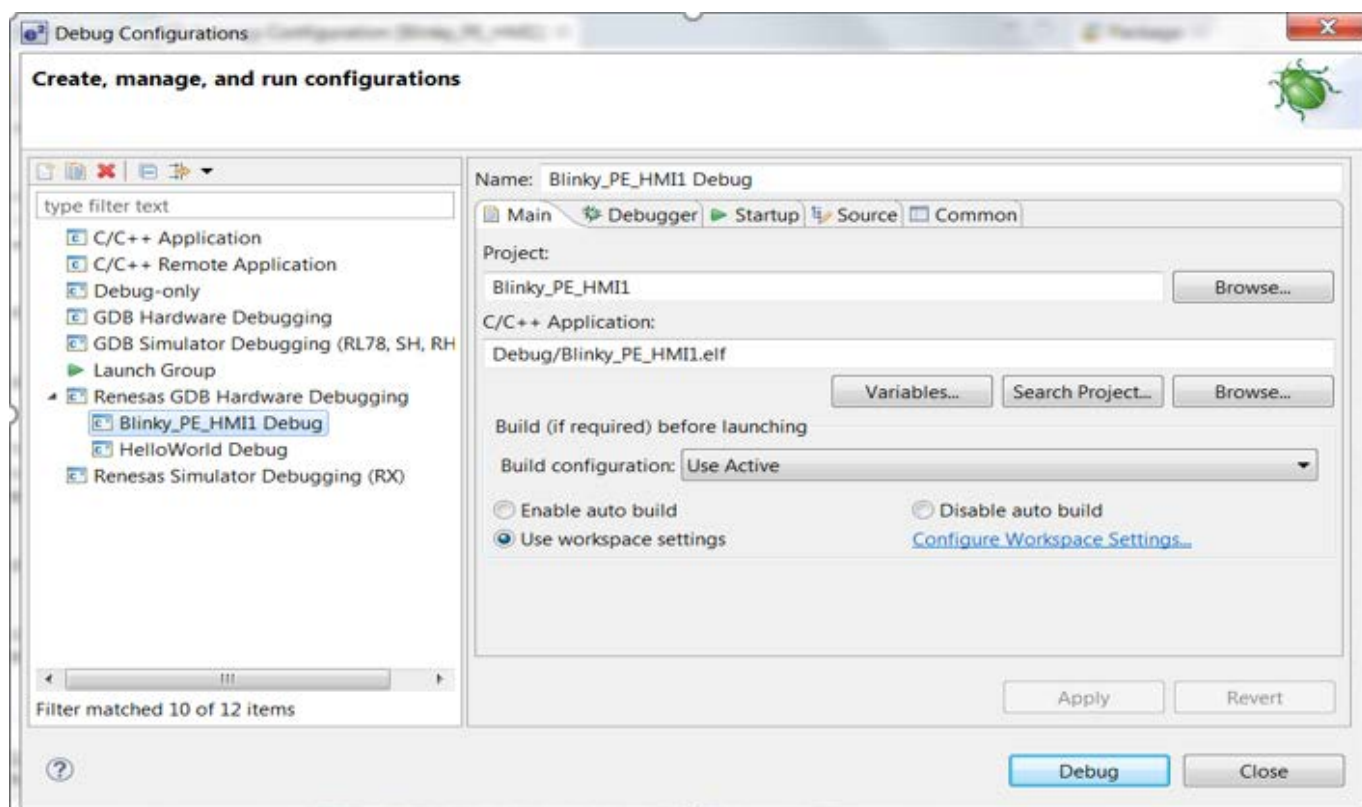 e² Debug Configurations
Create, manage, and run configurations
type filter text
C/C++ Application
C/C++ Remote Application
Debug-only
GDB Hardware Debugging
GDB Simulator Debugging (RL78, SH, RH
Launch Group
Renesas GDB Hardware Debugging
Blinky_PE_HMI1 Debug
HelloWorld Debug
Renesas Simulator Debugging (RX)
Filter matched 10 of 12 items
Name: Blinky_PE_HMI1 Debug
Main Debugger Startup Source Common
Project:
Blinky_PE_HMI1 Browse...
C/C++ Application:
Debug/Blinky_PE_HMI1.elf
Variables... Search Project... Browse...
Build (if required) before launching
Build configuration: Use Active
Enable auto build Disable auto build
Use workspace settings Configure Workspace Settings...
Apply Revert
? Debug Close